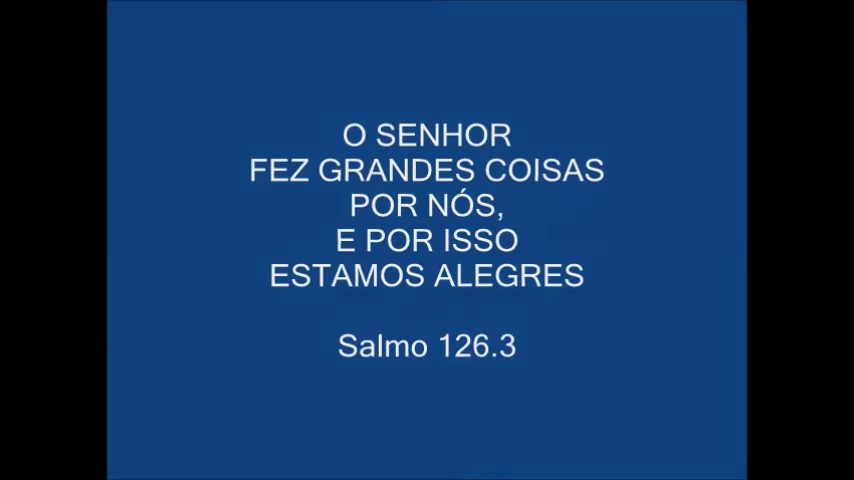 O SENHOR
FEZ GRANDES COISAS
POR NÓS,
E POR ISSO
ESTAMOS ALEGRES
Salmo 126.3